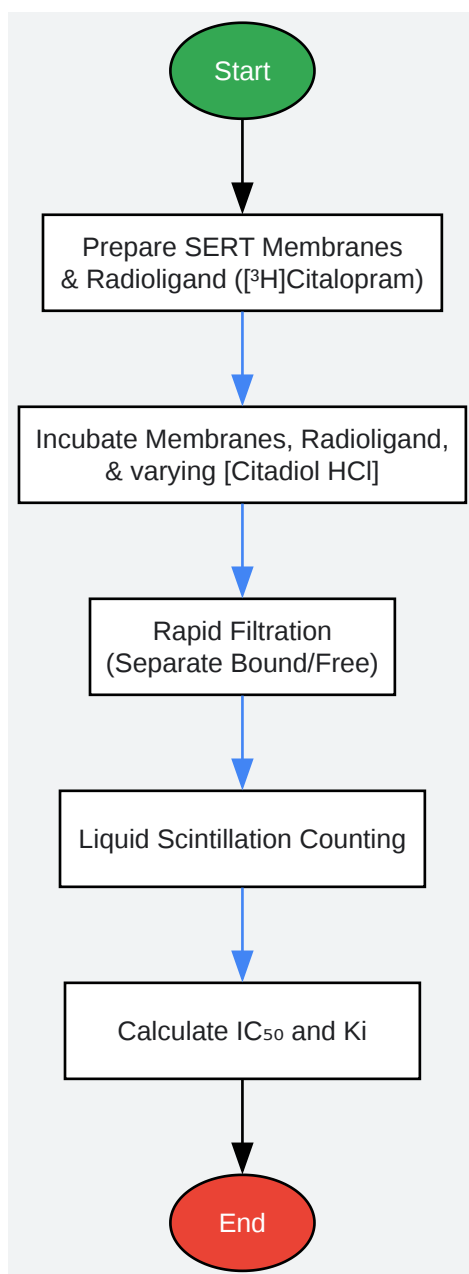 Start
Prepare SERT Membranes
& Radioligand ([³H]Citalopram)
Incubate Membranes, Radioligand,
& varying [Citadiol HCl]
Rapid Filtration
(Separate Bound/Free)
Liquid Scintillation Counting
Calculate IC₅₀ and Ki
End